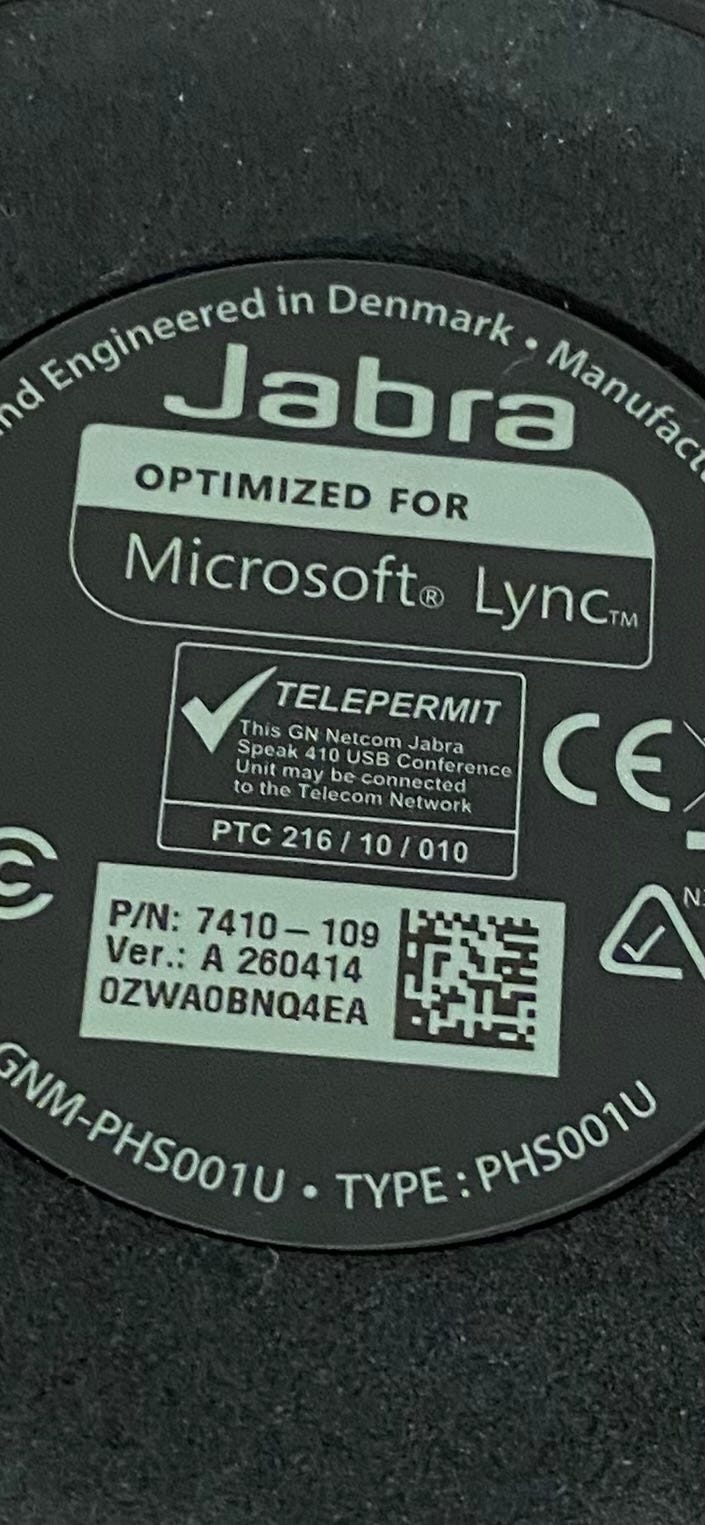 Engineered in Denmark •
Jabra
OPTIMIZED FOR
Microsoft® Lync™
TELEPERMIT
This GN Netcom Jabra
Speak 410 USB Conference
Unit may be connected
to the Telecom Network
PTC 216 / 10 / 010
CE
P/N: 7410 – 109
Ver.: A 260414
0ZWA0BNQ4EA
GNM-PHS001U • TYPE : PHS001U